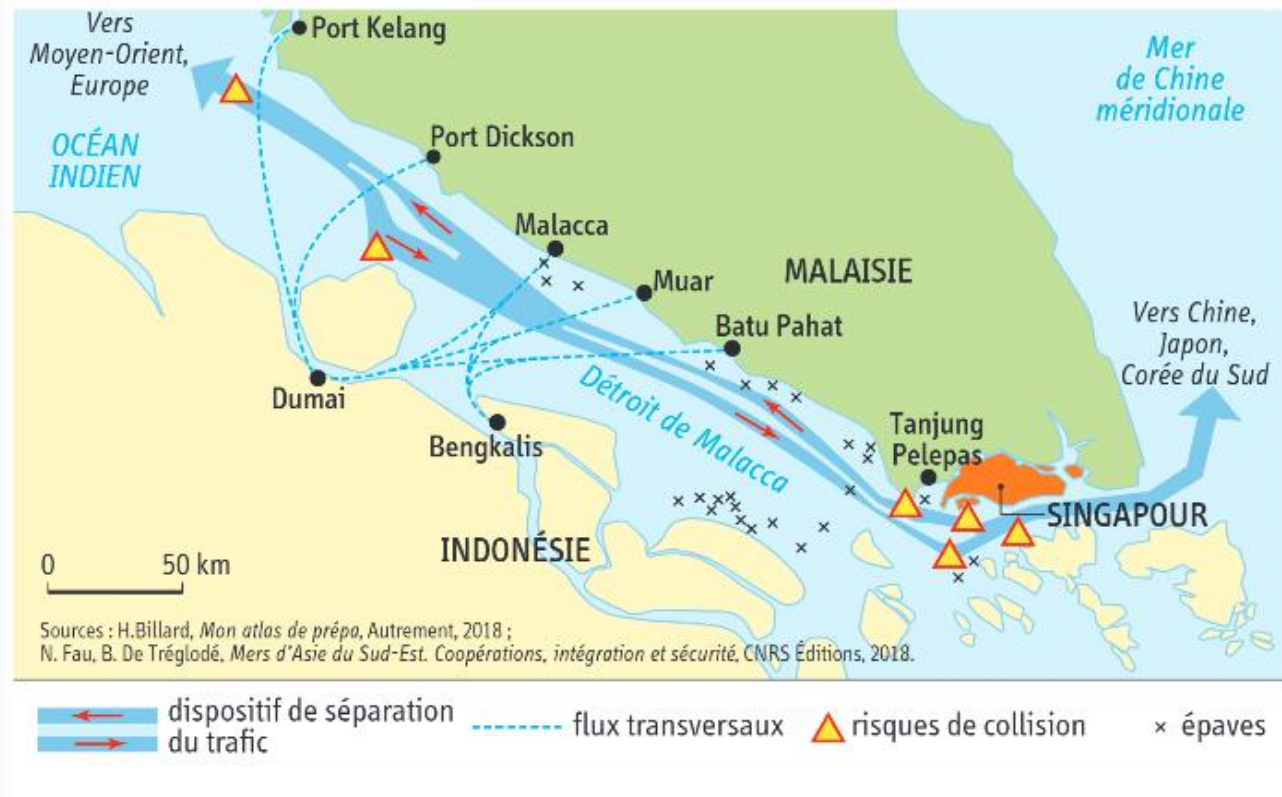 Vers
Moyen-Orient,
Europe
Port Kelang
Mer
de Chine
méridionale
OCÉAN
INDIEN
Port Dickson
Malacca
MALAISIE
Muar
Vers Chine,
Japon,
Corée du Sud
Batu Pahat
Dumai
Détroit de Malacca
Bengkalis
Tanjung
Pelepas
SINGAPOUR
INDONÉSIE
0 50 km
Sources : H.Billard, Mon atlas de prépa, Autrement, 2018 ;
N. Fau, B. De Tréglodé, Mers d'Asie du Sud-Est. Coopérations, intégration et sécurité, CNRS Éditions, 2018.
dispositif de séparation
du trafic
flux transversaux
risques de collision
épaves